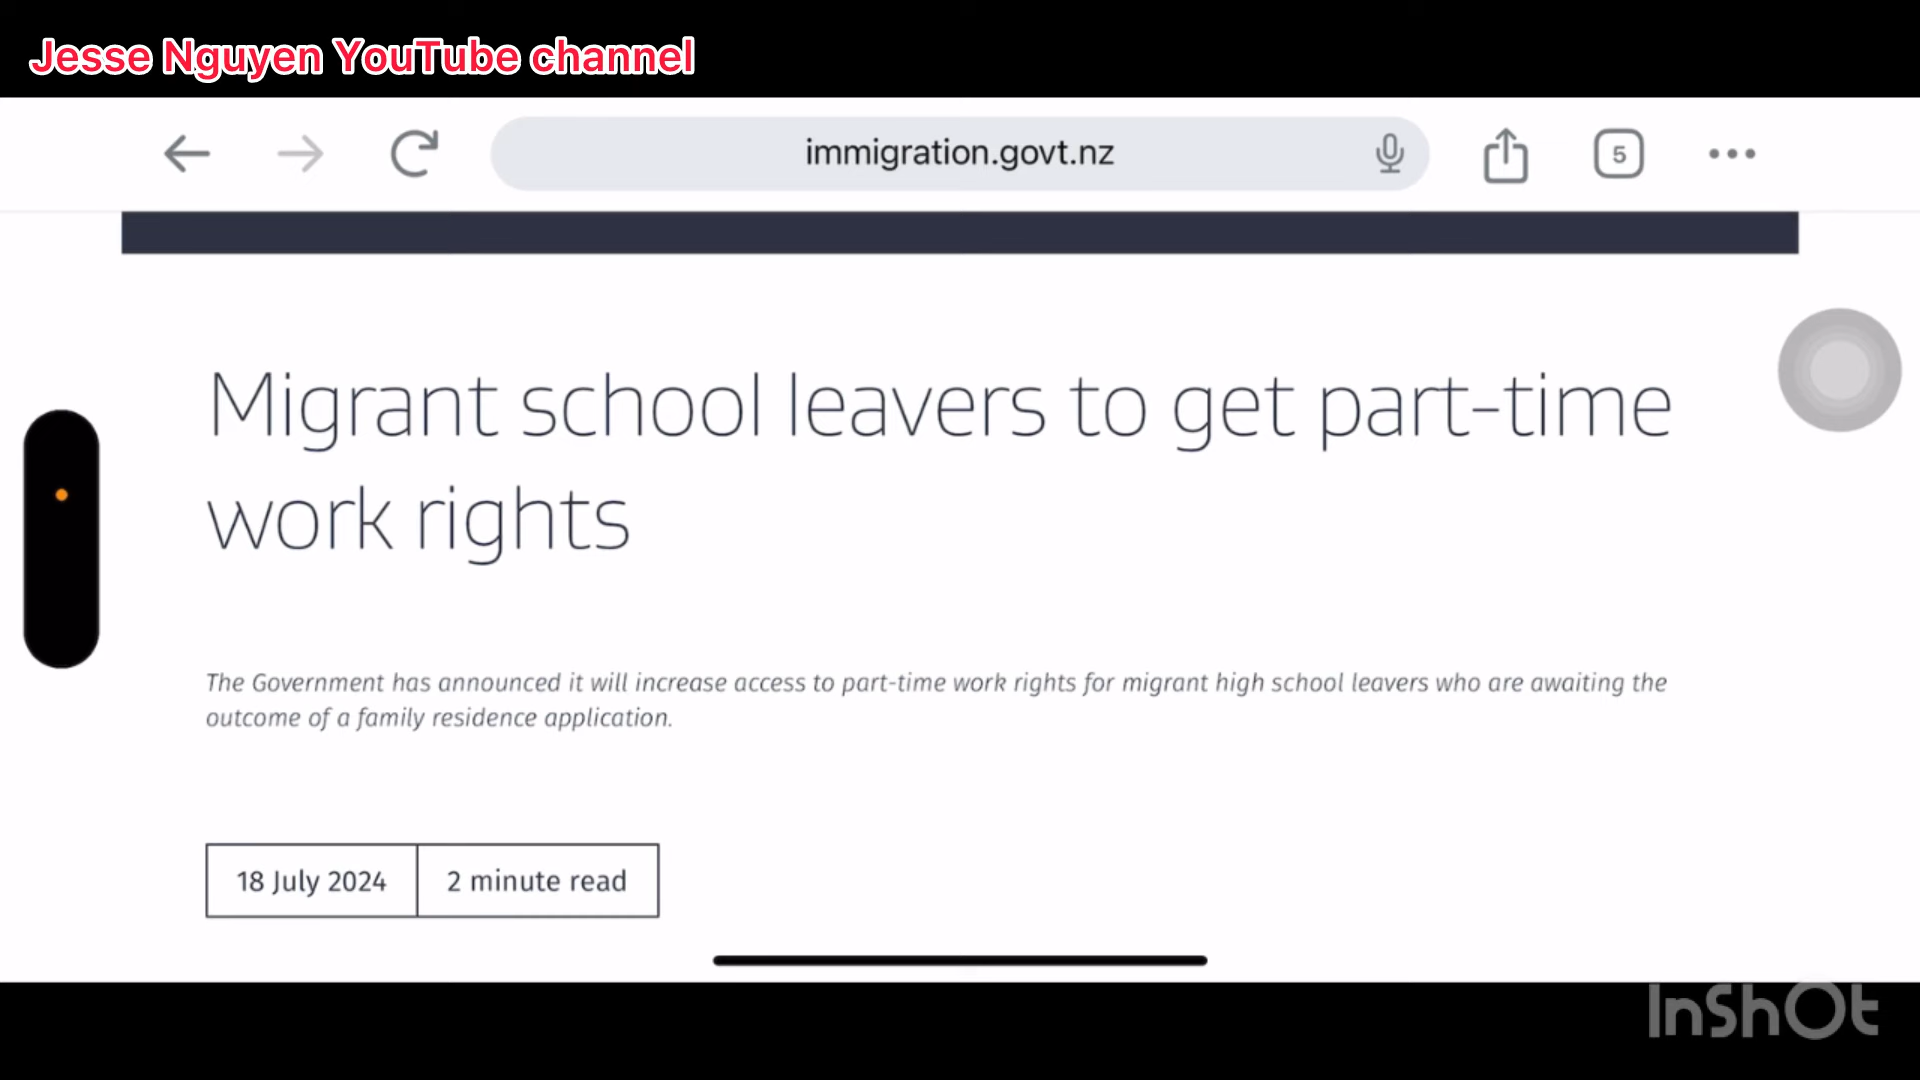 Jesse Nguyen YouTube channel
immigration.govt.nz
5
Migrant school leavers to get part-time
work rights
The Government has announced it will increase access to part-time work rights for migrant high school leavers who are awaiting the
outcome of a family residence application.
18 July 2024
2 minute read
InShOt